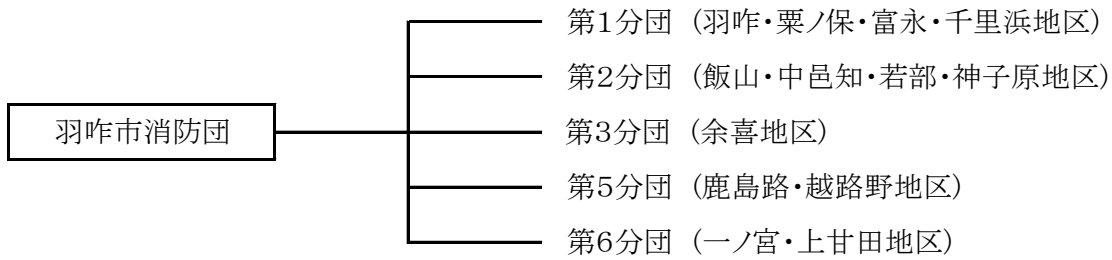 羽咋市消防団
第1分団 (羽咋・粟ノ保・富永・千里浜地区)
第2分団 (飯山・中邑知・若部・神子原地区)
第3分団 (余喜地区)
第5分団 (鹿島路・越路野地区)
第6分団 (一ノ宮・上甘田地区)